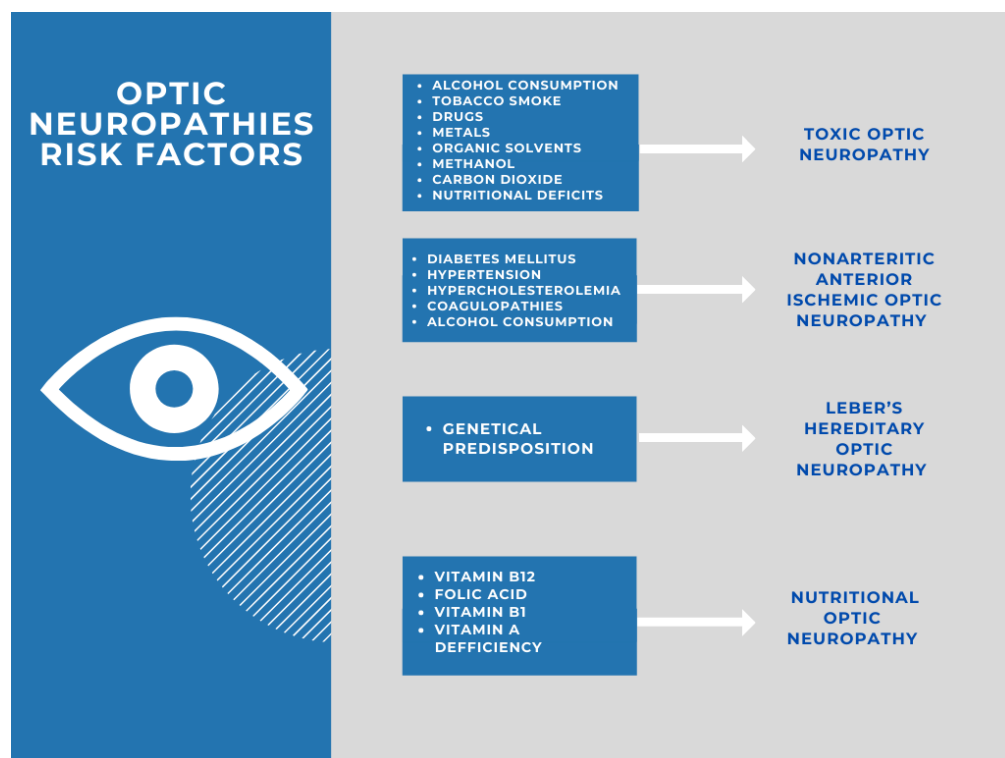 OPTIC
NEUROPATHIES
RISK FACTORS
• ALCOHOL CONSUMPTION
• TOBACCO SMOKE
• DRUGS
• METALS
• ORGANIC SOLVENTS
• METHANOL
• CARBON DIOXIDE
• NUTRITIONAL DEFICITS
TOXIC OPTIC
NEUROPATHY
• DIABETES MELLITUS
• HYPERTENSION
• HYPERCHOLESTEROLEMIA
• COAGULOPATHIES
• ALCOHOL CONSUMPTION
NONARTERITIC
ANTERIOR
ISCHEMIC OPTIC
NEUROPATHY
• GENETICAL
PREDISPOSITION
LEBER’S
HEREDITARY
OPTIC
NEUROPATHY
• VITAMIN B12
• FOLIC ACID
• VITAMIN B1
• VITAMIN A
DEFFICIENCY
NUTRITIONAL
OPTIC
NEUROPATHY